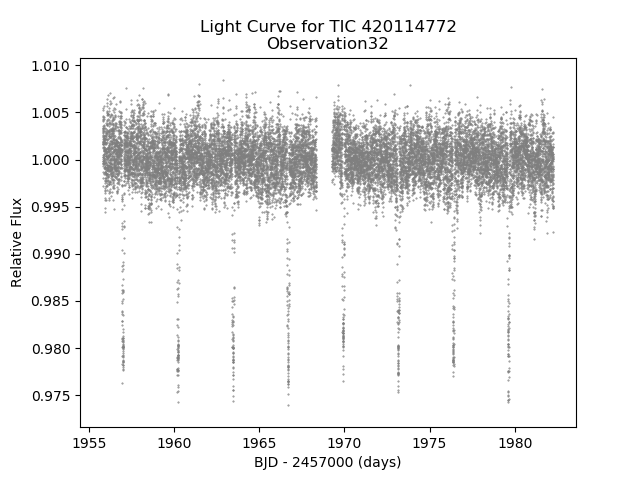 Light Curve for TIC 420114772
Observation32
1.010
1.005
1.000
0.995
0.990
0.985
0.980
0.975
Relative Flux
1955 1960 1965 1970 1975 1980
BJD - 2457000 (days)